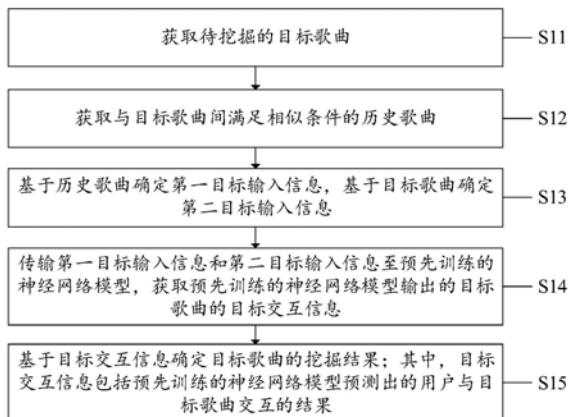 获取待挖掘的目标歌曲
S11
获取与目标歌曲间满足相似条件的历史歌曲
S12
基于历史歌曲确定第一目标输入信息，基于目标歌曲确定
第二目标输入信息
S13
传输第一目标输入信息和第二目标输入信息至预先训练的
神经网络模型，获取预先训练的神经网络模型输出的目标
歌曲的目标交互信息
S14
基于目标交互信息确定目标歌曲的挖掘结果；其中，目标
交互信息包括预先训练的神经网络模型预测出的用户与目
标歌曲交互的结果
S15